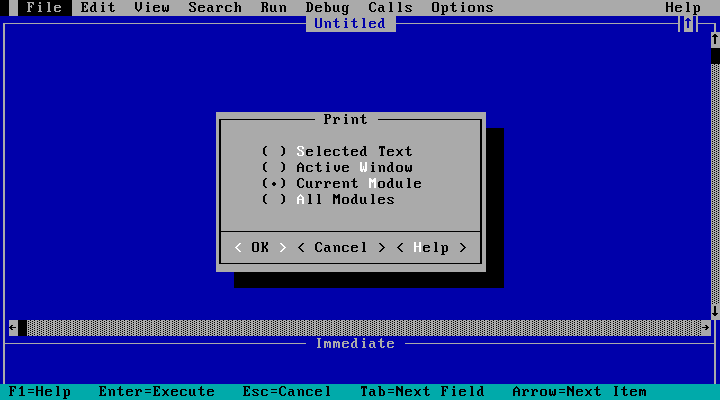 File Edit View Search Run Debug Calls Options Help
Untitled
Print
( ) Selected Text
( ) Active Window
(•) Current Module
( ) All Modules
< OK > < Cancel > < Help >
Immediate
F1=Help Enter=Execute Esc=Cancel Tab=Next Field Arrow=Next Item